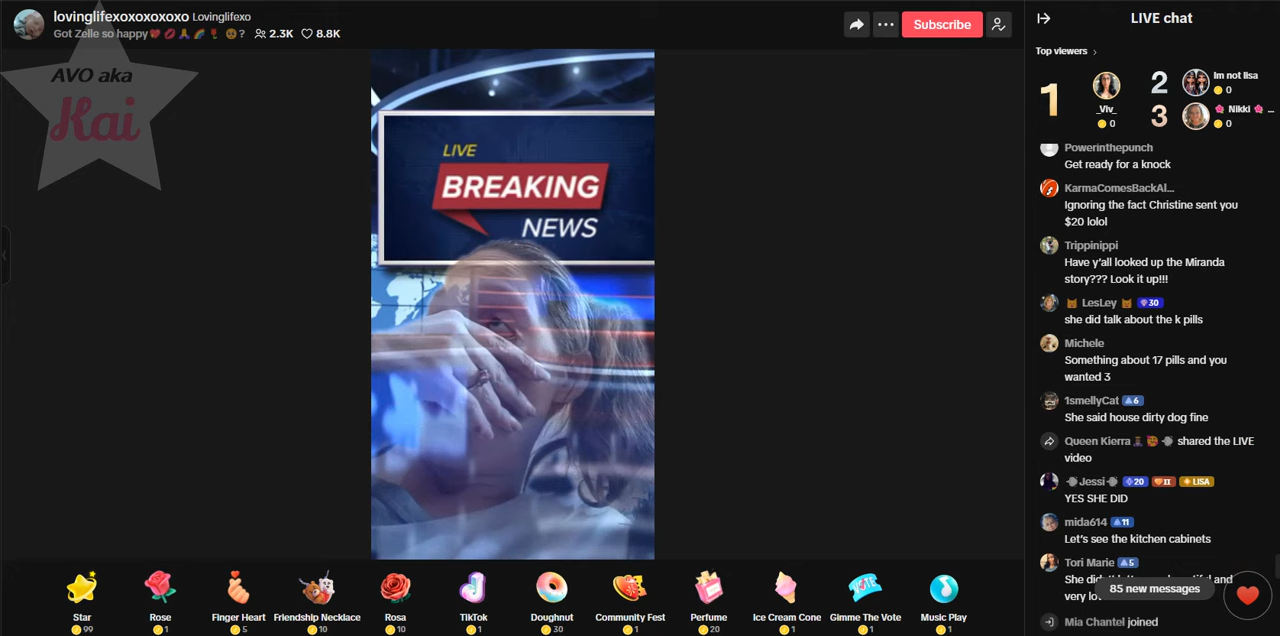 lovinglifexoxoxoxoxo Lovinglifexo
Got Zelle so happy ? 2.3K 8.8K
Subscribe
AVO aka
Kai
LIVE
BREAKING
NEWS
LIVE chat
Top viewers
1
_Viv_
0
2
Im not lisa
0
3
Nikki ...
0
Powerinthepunch
Get ready for a knock
KarmaComesBackAl...
Ignoring the fact Christine sent you
$20 lolol
Trippinippi
Have y'all looked up the Miranda
story??? Look it up!!!
LesLey 30
she did talk about the k pills
Michele
Something about 17 pills and you
wanted 3
1smellyCat 6
She said house dirty dog fine
Queen Kierra shared the LIVE
video
Jessi 20 II LISA
YES SHE DID
mida614 11
Let's see the kitchen cabinets
Tori Marie 5
She and
very
85 new messages
Mia Chantel joined
Star
99
Rose
1
Finger Heart
5
Friendship Necklace
10
Rosa
10
TikTok
1
Doughnut
30
Community Fest
1
Perfume
20
Ice Cream Cone
1
Gimme The Vote
1
Music Play
1